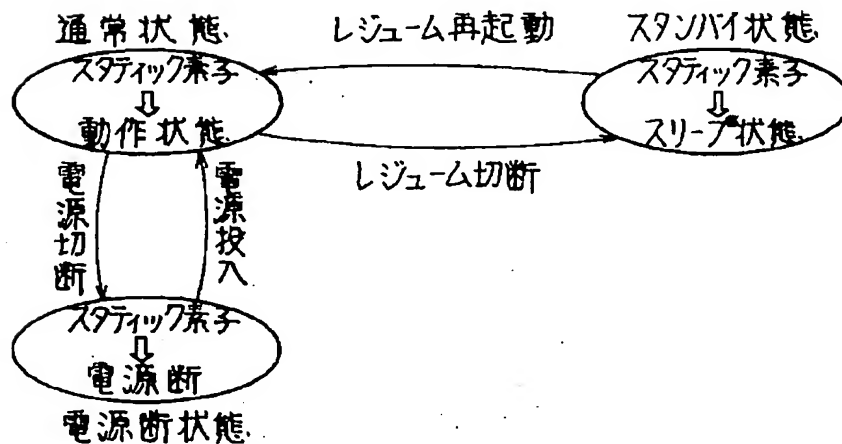 通常状態
スタティック素子
⇩
動作状態
レジューム再起動
レジューム切断
スタンバイ状態
スタティック素子
⇩
スリープ状態
電源切断
電源投入
スタティック素子
⇩
電源断
電源断状態